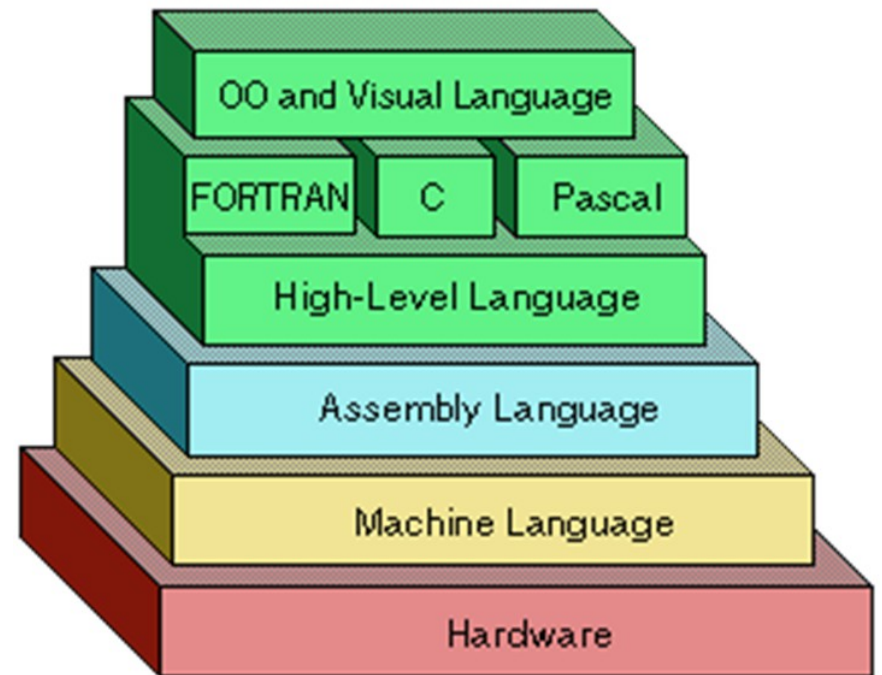 OO and Visual Language
FORTRAN C Pascal
High-Level Language
Assembly Language
Machine Language
Hardware